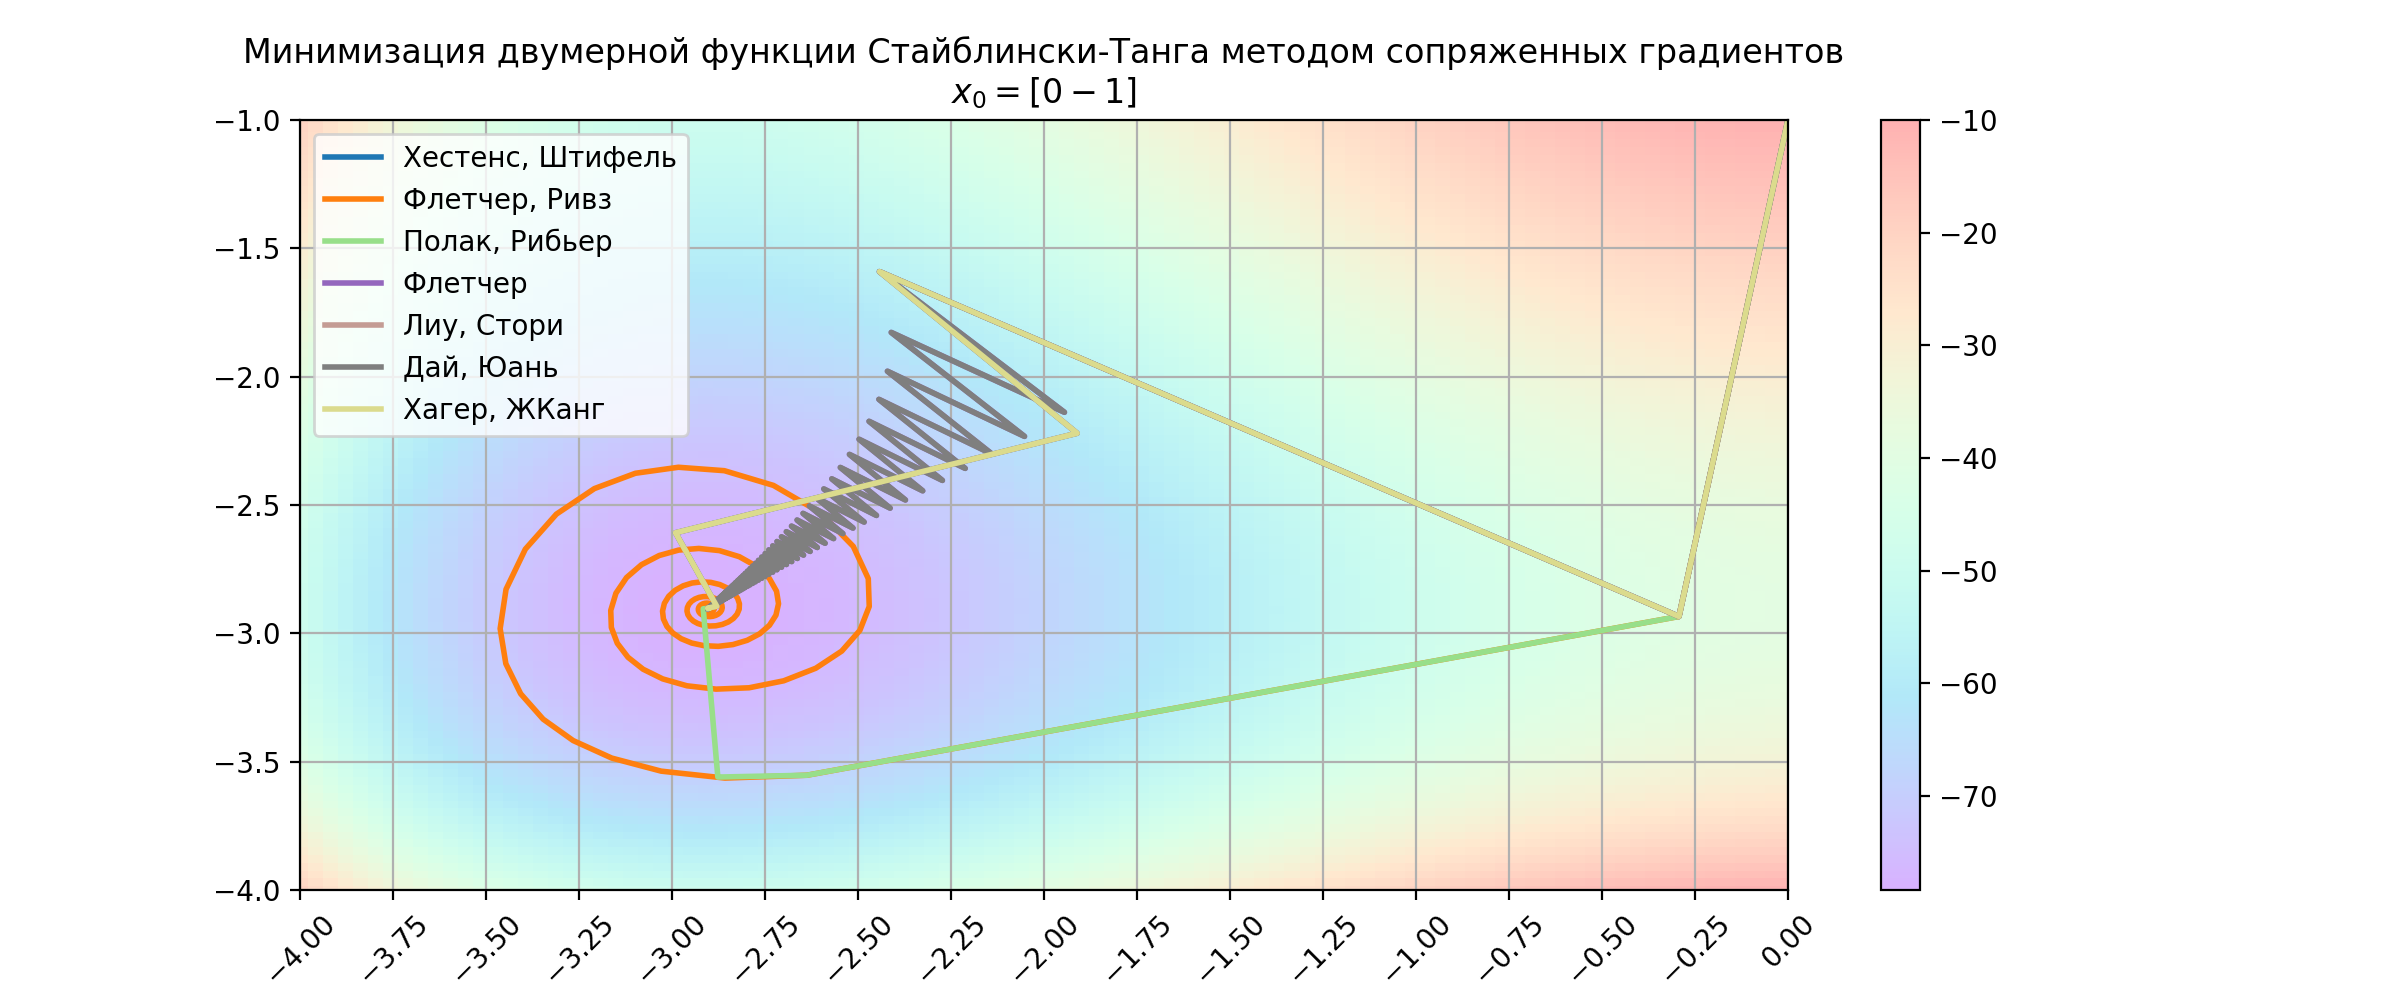 Минимизация двумерной функции Стайблински-Танга методом сопряженных градиентов
x₀ = [0 − 1]
Хестенс, Штифель
Флетчер, Ривз
Полак, Рибьер
Флетчер
Лиу, Стори
Дай, Юань
Хагер, ЖКанг
−1.0
−1.5
−2.0
−2.5
−3.0
−3.5
−4.0
−4.00 −3.75 −3.50 −3.25 −3.00 −2.75 −2.50 −2.25 −2.00 −1.75 −1.50 −1.25 −1.00 −0.75 −0.50 −0.25 0.00
−10
−20
−30
−40
−50
−60
−70